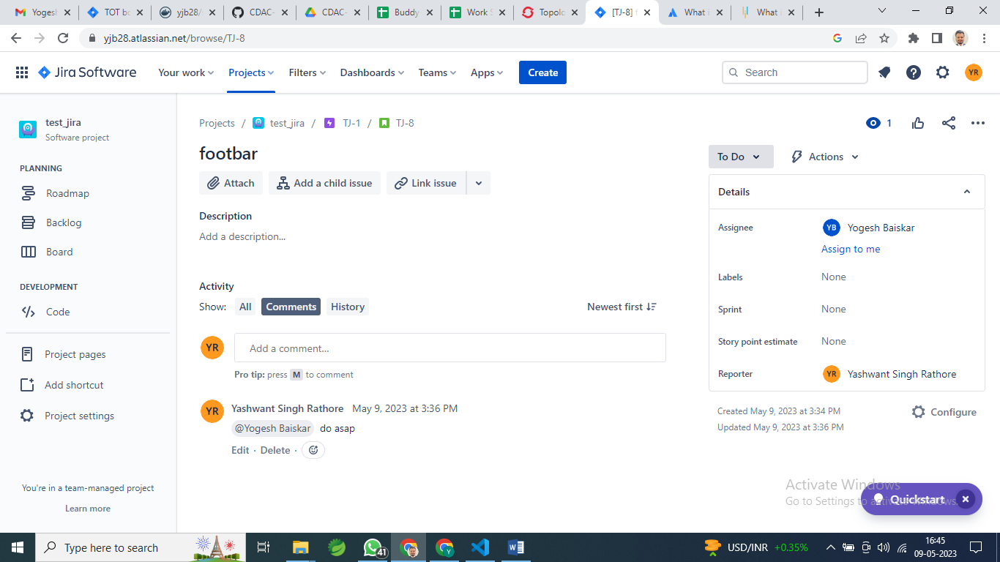 Yogesh
TOT bo
yjb28/
CDAC-
CDAC-
Buddy
Work S
Topolo
[TJ-8] f
What i
What i
yjb28.atlassian.net/browse/TJ-8
Jira Software
Your work
Projects
Filters
Dashboards
Teams
Apps
Create
Search
YR
test_jira
Software project
PLANNING
Roadmap
Backlog
Board
DEVELOPMENT
Code
Project pages
Add shortcut
Project settings
You're in a team-managed project
Learn more
Projects / test_jira / TJ-1 / TJ-8
1
footbar
Attach
Add a child issue
Link issue
Description
Add a description...
Activity
Show: All Comments History
Newest first
YR
Add a comment...
Pro tip: press M to comment
YR
Yashwant Singh Rathore May 9, 2023 at 3:36 PM
@Yogesh Baiskar do asap
Edit · Delete ·
To Do
Actions
Details
Assignee YB Yogesh Baiskar
Assign to me
Labels None
Sprint None
Story point estimate None
Reporter YR Yashwant Singh Rathore
Created May 9, 2023 at 3:34 PM
Updated May 9, 2023 at 3:36 PM
Configure
Activate Windows
Go to Settings to activate Windows.
Quickstart
Type here to search
41
USD/INR +0.35%
16:45
09-05-2023